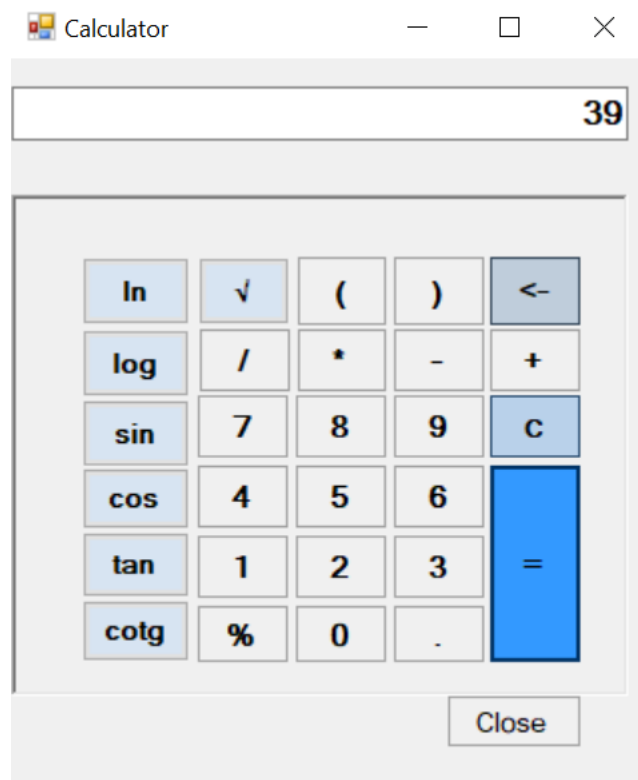 Calculator
39
ln √ ( ) <-
log / * - +
sin 7 8 9 C
cos 4 5 6
tan 1 2 3 =
cotg % 0 .
Close